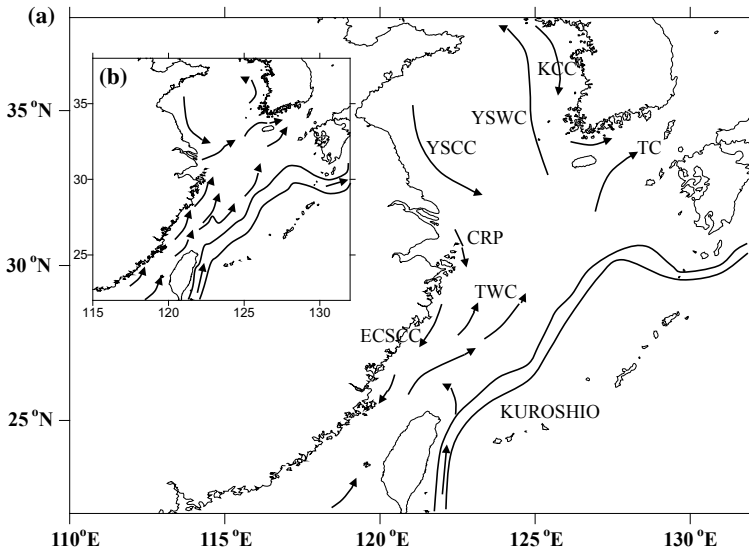 (a)
(b)
KCC
35 °N
35
YSWC
YSCC
TC
30
CRP
30 °N
25
TWC
115 120 125 130
ECSCC
25 °N
KUROSHIO
110 °E 115 °E 120 °E 125 °E 130 °E